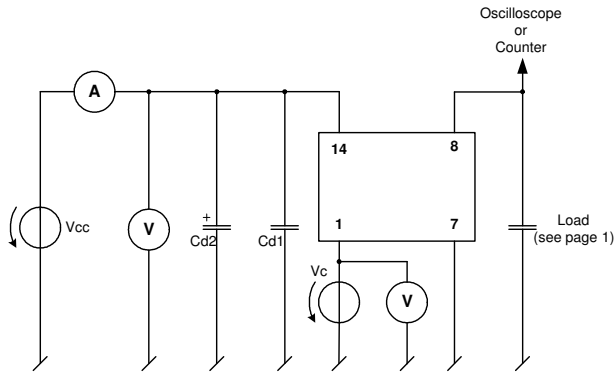 Oscilloscope
or
Counter
A
14
8
1
7
Vcc
V
+
Cd2
Cd1
Load
(see page 1)
Vc
V